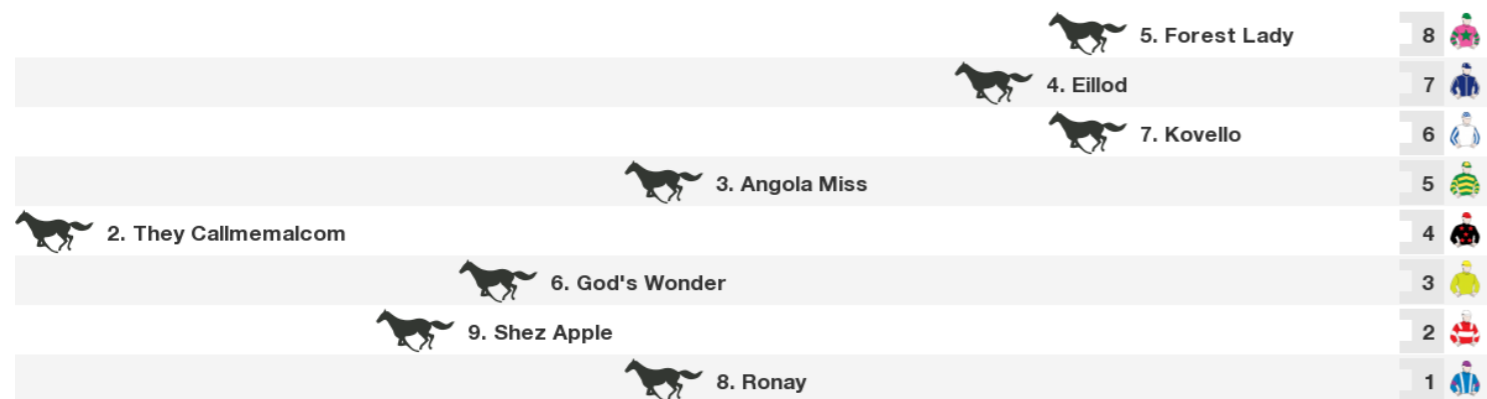 5. Forest Lady 8
4. Eillod 7
7. Kovello 6
3. Angola Miss 5
2. They Callmemalcom 4
6. God's Wonder 3
9. Shez Apple 2
8. Ronay 1